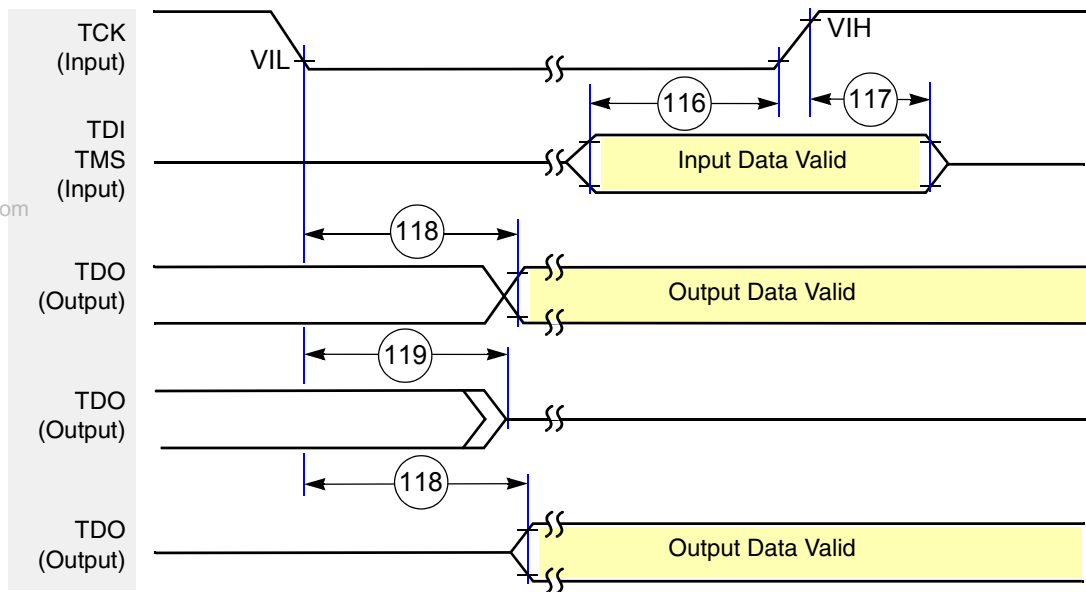 TCK
(Input)
VIL
VIH
116
117
TDI
TMS
(Input)
Input Data Valid
om
118
TDO
(Output)
Output Data Valid
119
TDO
(Output)
118
TDO
(Output)
Output Data Valid